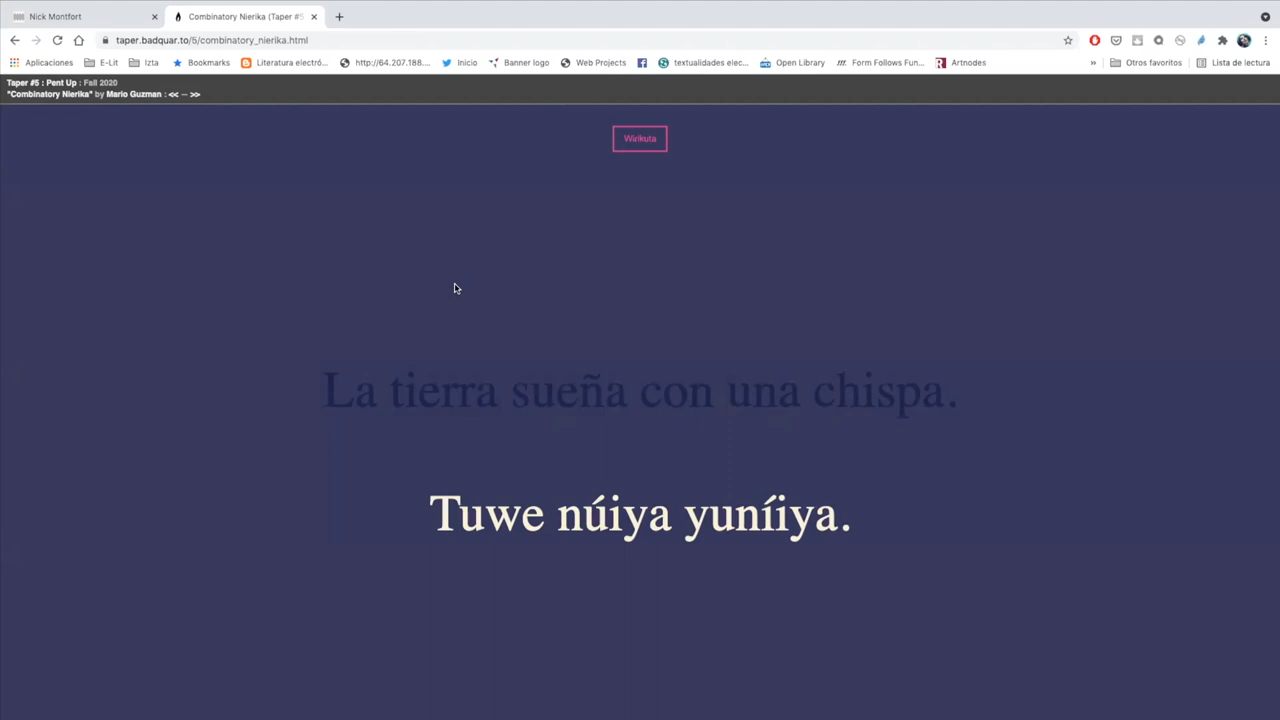 Nick Montfort
Combinatory Nierika (Taper #5
taper.badquar.to/5/combinatory_nierika.html
Aplicaciones
E-Lit
Izta
Bookmarks
Literatura electró...
http://64.207.188....
Inicio
Banner logo
Web Projects
textualidades elec...
Open Library
Form Follows Fun...
Artnodes
»
Otros favoritos
Lista de lectura
Taper #5 : Pent Up : Fall 2020
"Combinatory Nierika" by Mario Guzman : << — >>
Wirikuta
La tierra sueña con una chispa.
Tuwe núiya yuníiya.